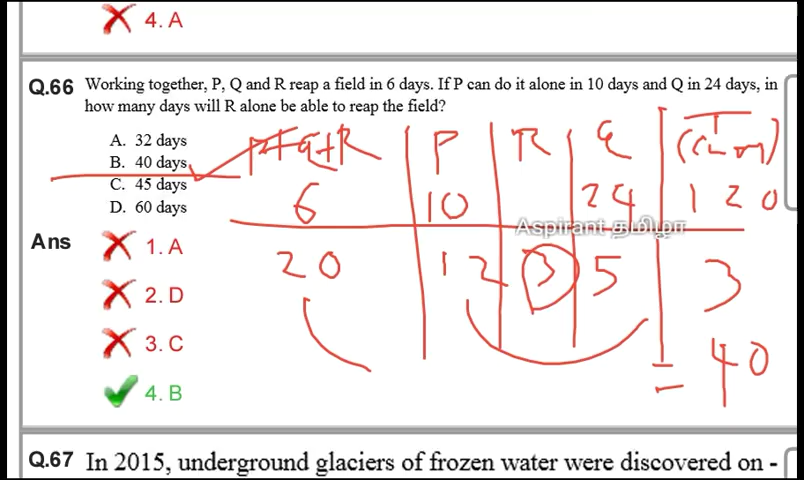 4. A
Q.66 Working together, P, Q and R reap a field in 6 days. If P can do it alone in 10 days and Q in 24 days, in
how many days will R alone be able to reap the field?
A. 32 days
B. 40 days
C. 45 days
D. 60 days
P+Q+R P R Q T (LCM)
6 10 24 120
Aspirant தமிழா
Ans 1. A
20 12 3 5 3
2. D
3. C
= 40
4. B
Q.67 In 2015, underground glaciers of frozen water were discovered on -